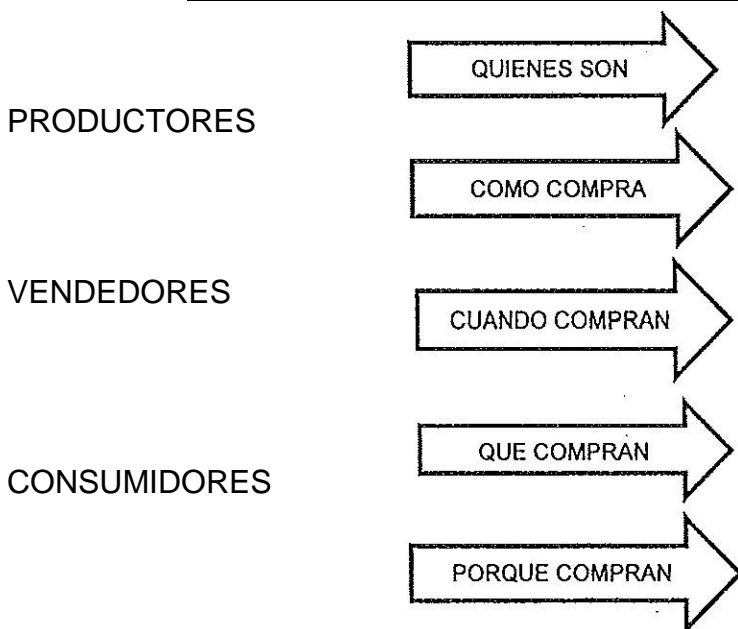 QUIENES SON
PRODUCTORES
COMO COMPRA
VENDEDORES
CUANDO COMPRAN
QUE COMPRAN
CONSUMIDORES
PORQUE COMPRAN